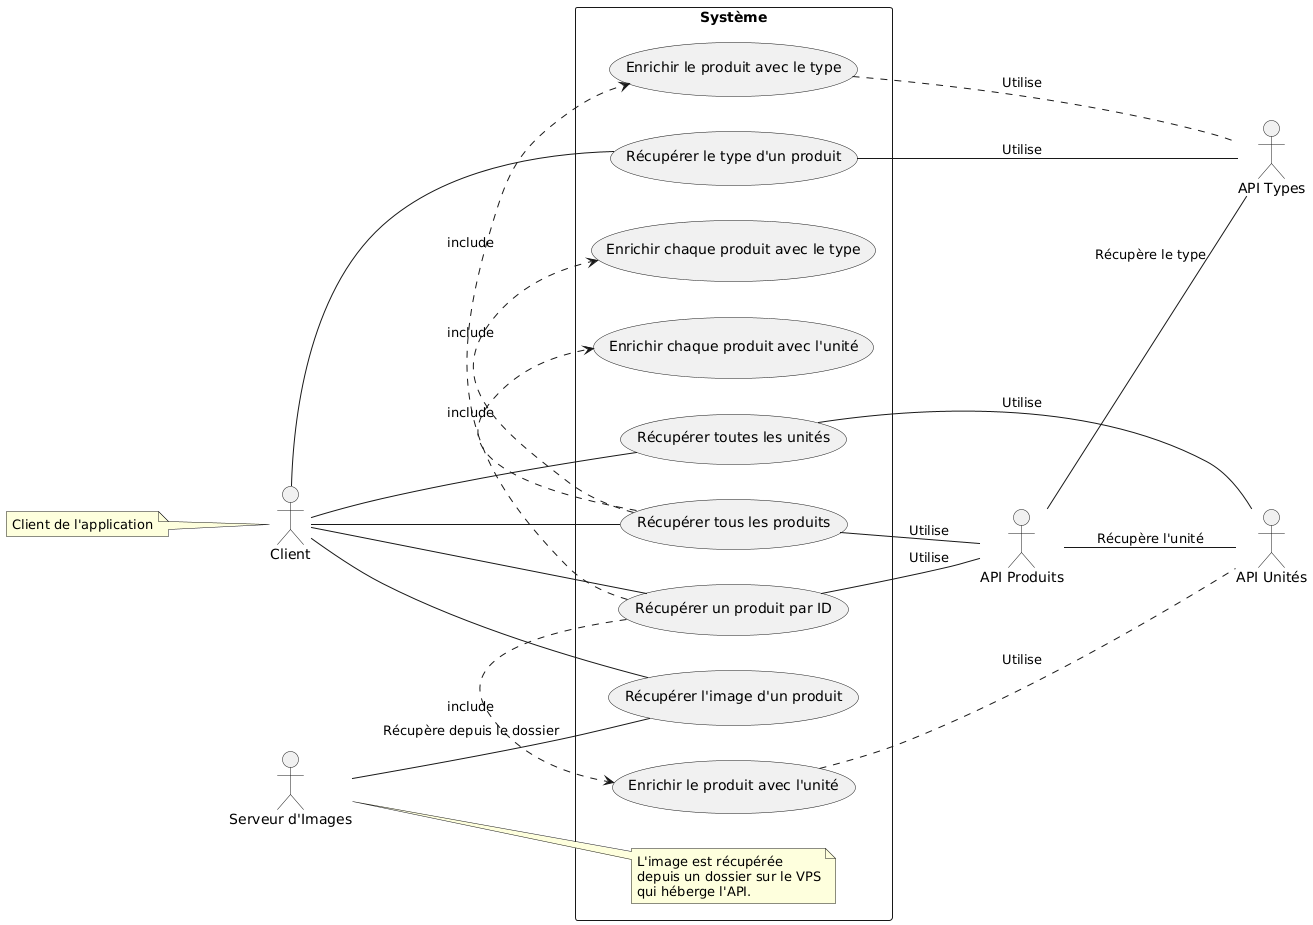 Système
Enrichir le produit avec le type
Utilise
Récupérer le type d'un produit
Utilise
API Types
include
Enrichir chaque produit avec le type
Récupère le type
include
Enrichir chaque produit avec l'unité
include
Utilise
Récupérer toutes les unités
Client de l'application
Client
Récupérer tous les produits
Utilise
Récupère l'unité
Utilise
API Produits
API Unités
Récupérer un produit par ID
Utilise
Récupérer l'image d'un produit
include
Récupère depuis le dossier
Enrichir le produit avec l'unité
Serveur d'Images
L'image est récupérée
depuis un dossier sur le VPS
qui héberge l'API.